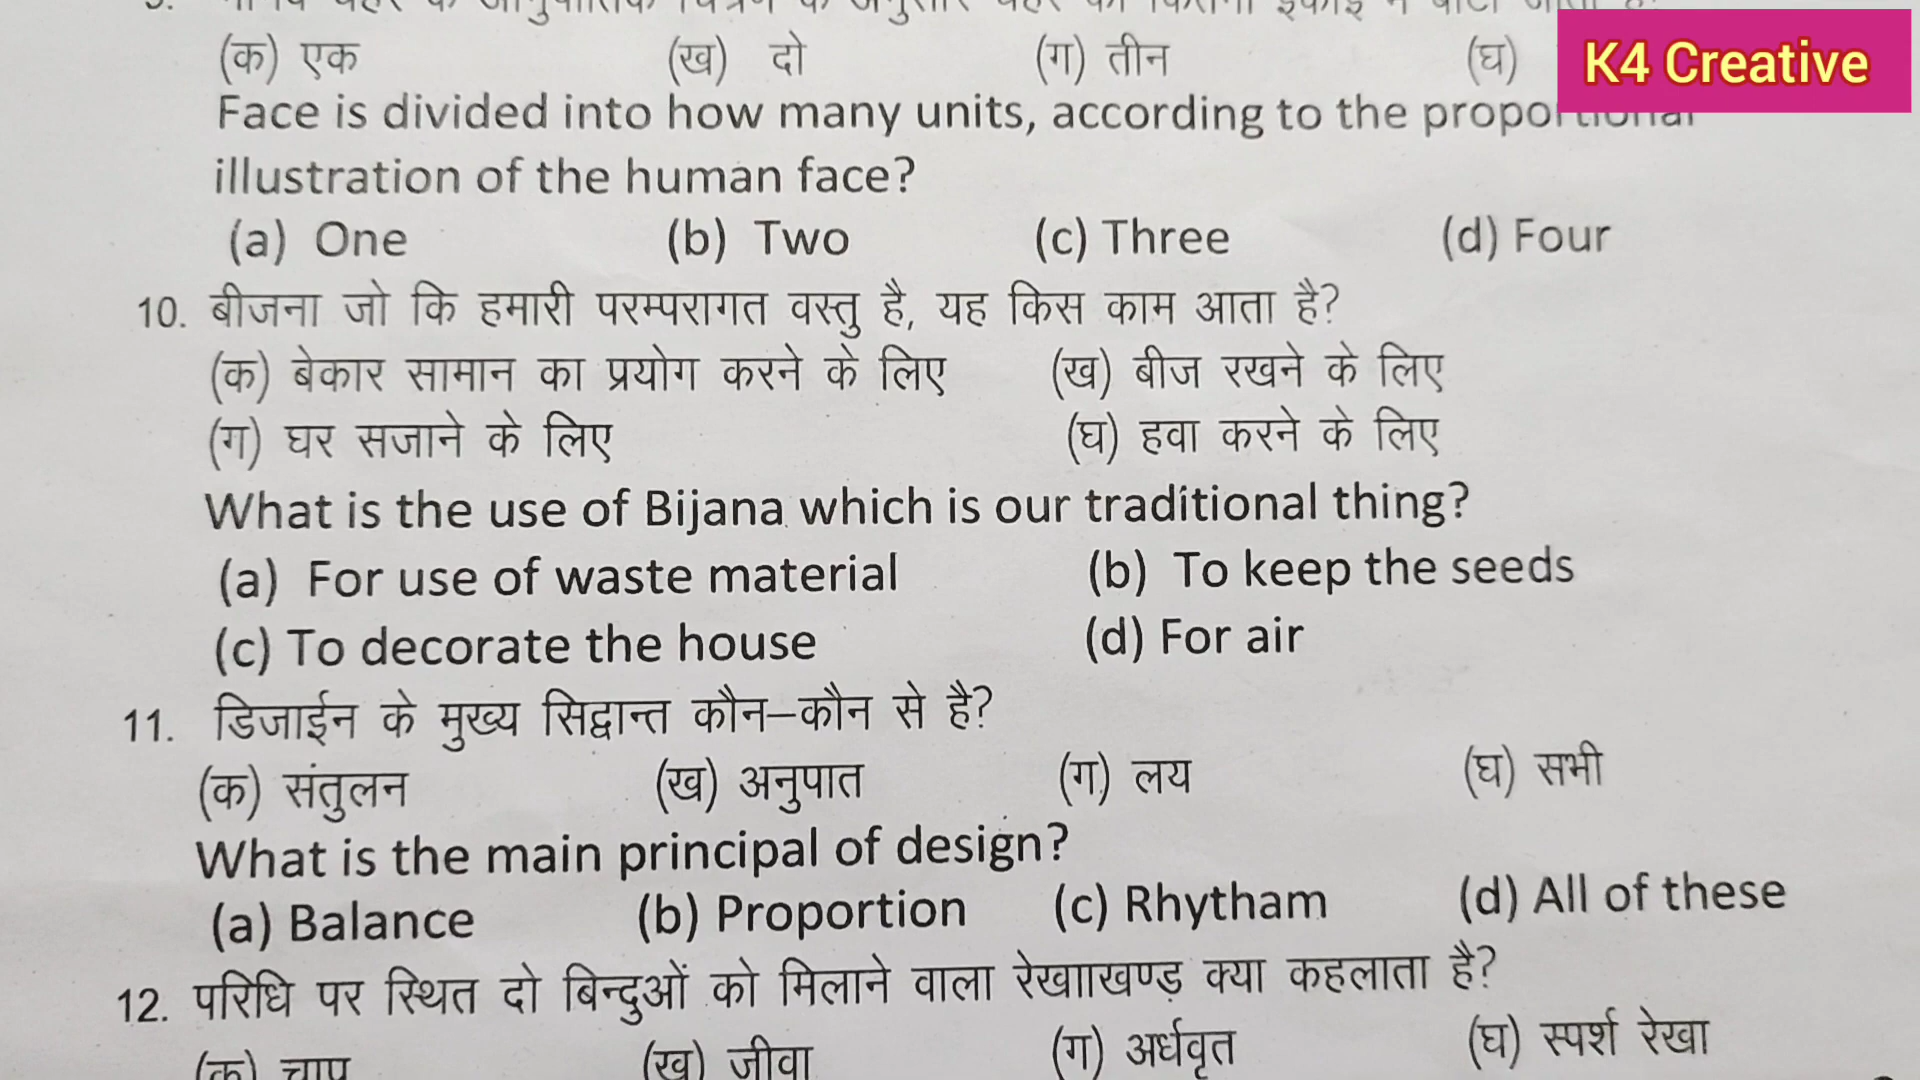 (क) एक (ख) दो (ग) तीन (घ)
K4 Creative
Face is divided into how many units, according to the
illustration of the human face?
(a) One (b) Two (c) Three (d) Four
10. बीजना जो कि हमारी परम्परागत वस्तु है, यह किस काम आता है?
(क) बेकार सामान का प्रयोग करने के लिए (ख) बीज रखने के लिए
(ग) घर सजाने के लिए (घ) हवा करने के लिए
What is the use of Bijana which is our traditional thing?
(a) For use of waste material (b) To keep the seeds
(c) To decorate the house (d) For air
11. डिजाईन के मुख्य सिद्वान्त कौन–कौन से है?
(क) संतुलन (ख) अनुपात (ग) लय (घ) सभी
What is the main principal of design?
(a) Balance (b) Proportion (c) Rhytham (d) All of these
12. परिधि पर स्थित दो बिन्दुओं को मिलाने वाला रेखााखण्ड़ क्या कहलाता है?
(क) चाप (ख) जीवा (ग) अर्धवृत (घ) स्पर्श रेखा